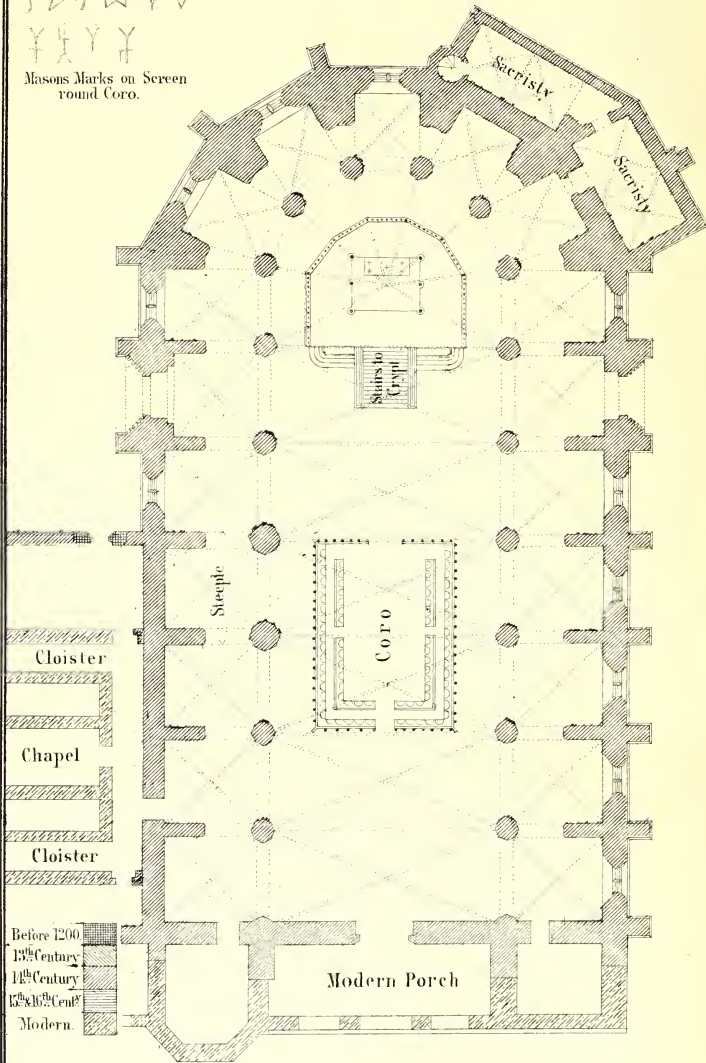 Masons Marks on Screen
round Coro.
Sacristy
Sacristy
Stairs to
Crypt
Steeple
Coro
Cloister
Chapel
Cloister
Before 1200.
13th Century
14th Century
15th & 16th Centy
Modern.
Modern Porch